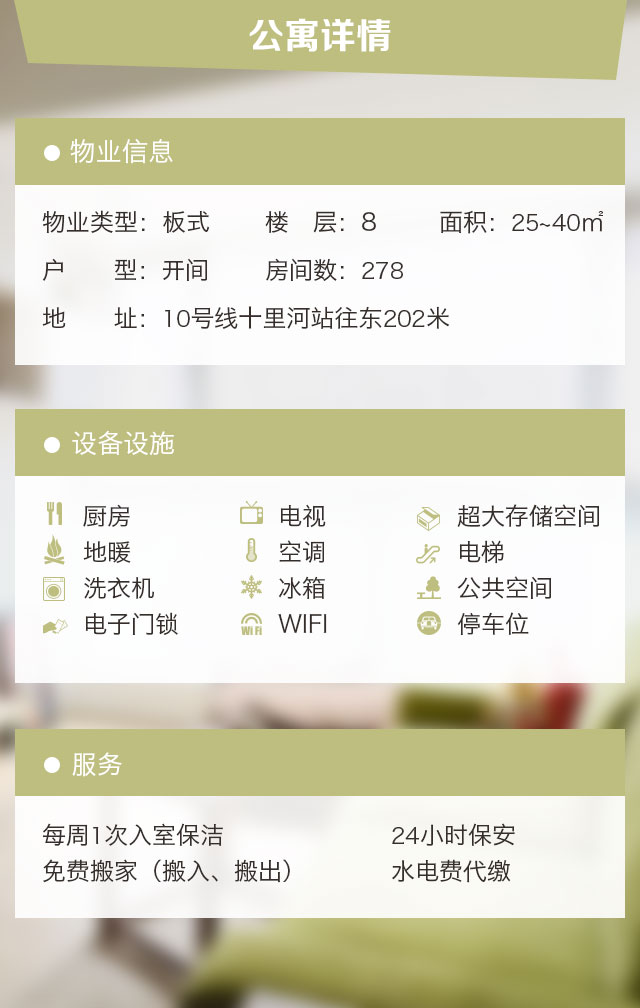 公寓详情
物业信息
物业类型：板式 楼 层：8 面积：25~40㎡
户 型：开间 房间数：278
地 址：10号线十里河站往东202米
设备设施
厨房 电视 超大存储空间
地暖 空调 电梯
洗衣机 冰箱 公共空间
电子门锁 WiFi WIFI 停车位
服务
每周1次入室保洁 24小时保安
免费搬家（搬入、搬出） 水电费代缴